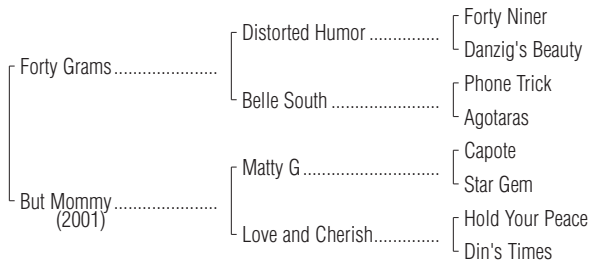 Forty Niner
Distorted Humor ..............
Danzig's Beauty
Forty Grams.....................
Phone Trick
Belle South ......................
Agotaras
Capote
Matty G ............................
Star Gem
But Mommy.....................
(2001)
Hold Your Peace
Love and Cherish.............
Din's Times